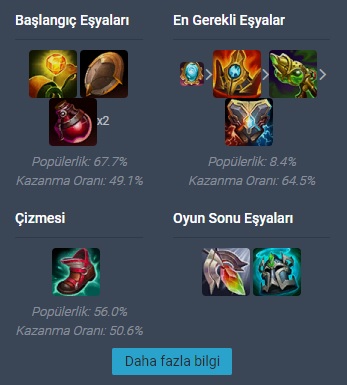 Başlangıç Eşyaları
x2
Popülerlik: 67.7%
Kazanma Oranı: 49.1%
En Gerekli Eşyalar
Popülerlik: 8.4%
Kazanma Oranı: 64.5%
Çizmesi
Popülerlik: 56.0%
Kazanma Oranı: 50.6%
Oyun Sonu Eşyaları
Daha fazla bilgi